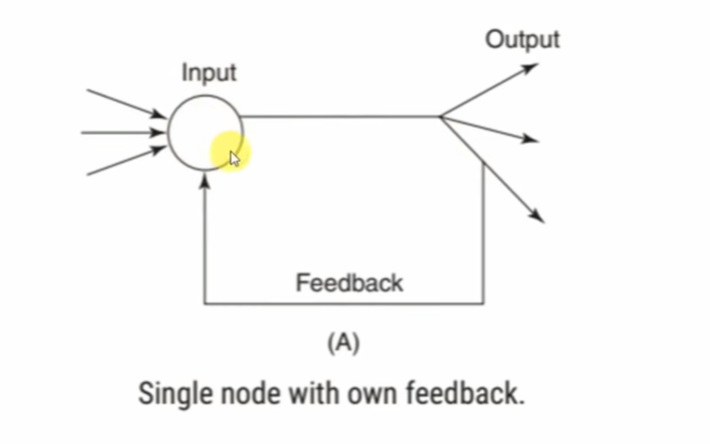 Output
Input
Feedback
(A)
Single node with own feedback.